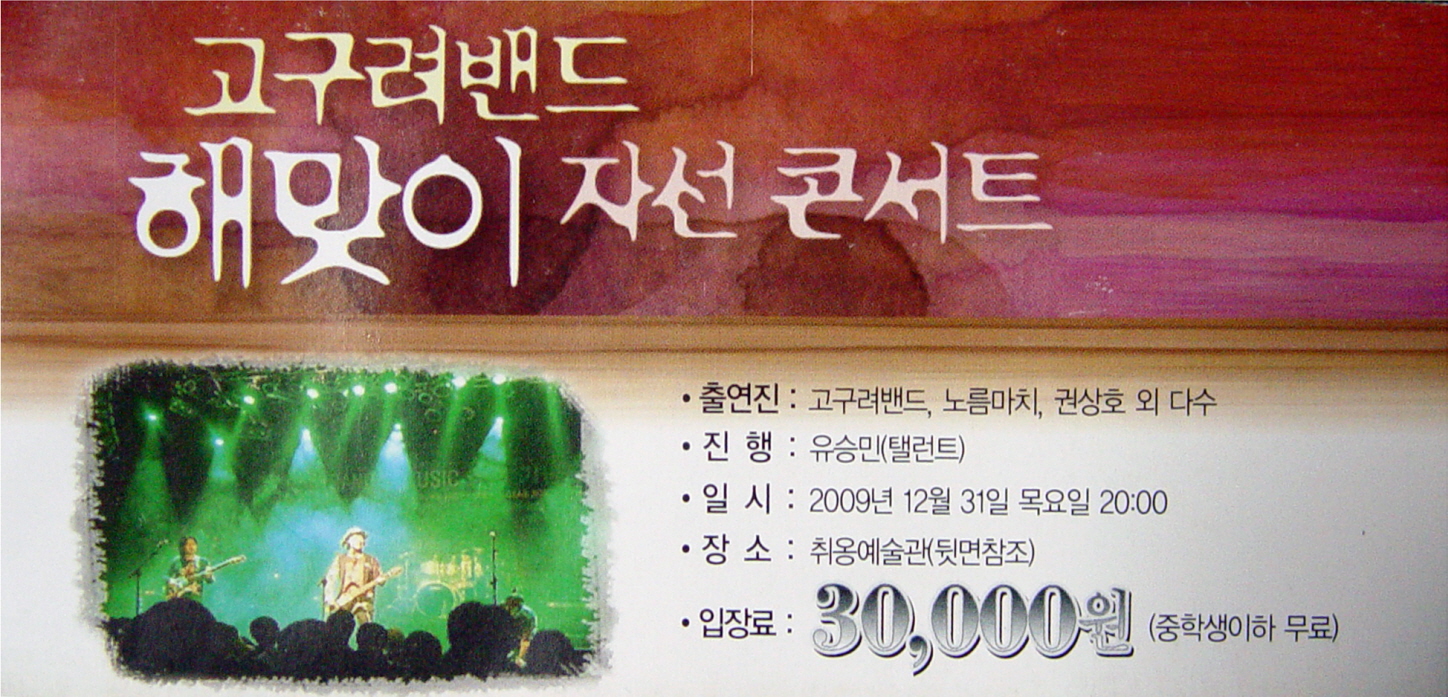 고구려밴드
해맞이 자선 콘서트
USIC
• 출연진 : 고구려밴드, 노름마치, 권상호 외 다수
• 진 행 : 유승민(탤런트)
• 일 시 : 2009년 12월 31일 목요일 20:00
• 장 소 : 취옹예술관(뒷면참조)
• 입장료 : 30,000원 (중학생이하 무료)